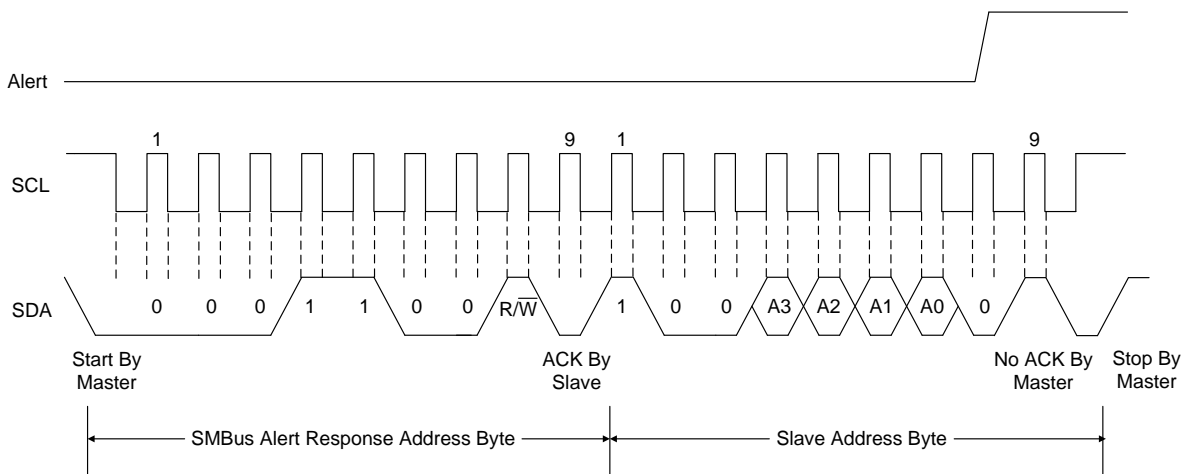 Alert
1 9 1 9
SCL
SDA
0 0 0 1 1 0 0 R/W̅ 1 0 0 A3 A2 A1 A0 0
Start By
Master
ACK By
Slave
No ACK By
Master
Stop By
Master
SMBus Alert Response Address Byte
Slave Address Byte